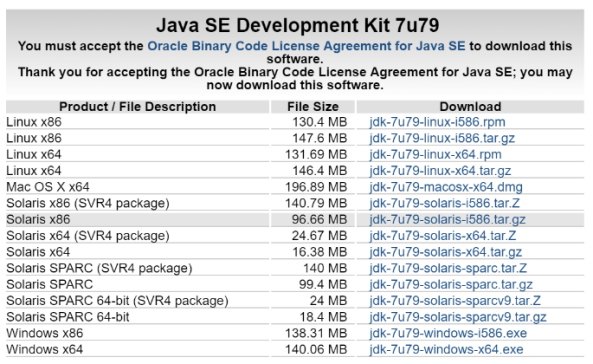 Java SE Development Kit 7u79
You must accept the Oracle Binary Code License Agreement for Java SE to download this
software.
Thank you for accepting the Oracle Binary Code License Agreement for Java SE; you may
now download this software.
Product / File Description File Size Download
Linux x86 130.4 MB jdk-7u79-linux-i586.rpm
Linux x86 147.6 MB jdk-7u79-linux-i586.tar.gz
Linux x64 131.69 MB jdk-7u79-linux-x64.rpm
Linux x64 146.4 MB jdk-7u79-linux-x64.tar.gz
Mac OS X x64 196.89 MB jdk-7u79-macosx-x64.dmg
Solaris x86 (SVR4 package) 140.79 MB jdk-7u79-solaris-i586.tar.Z
Solaris x86 96.66 MB jdk-7u79-solaris-i586.tar.gz
Solaris x64 (SVR4 package) 24.67 MB jdk-7u79-solaris-x64.tar.Z
Solaris x64 16.38 MB jdk-7u79-solaris-x64.tar.gz
Solaris SPARC (SVR4 package) 140 MB jdk-7u79-solaris-sparc.tar.Z
Solaris SPARC 99.4 MB jdk-7u79-solaris-sparc.tar.gz
Solaris SPARC 64-bit (SVR4 package) 24 MB jdk-7u79-solaris-sparcv9.tar.Z
Solaris SPARC 64-bit 18.4 MB jdk-7u79-solaris-sparcv9.tar.gz
Windows x86 138.31 MB jdk-7u79-windows-i586.exe
Windows x64 140.06 MB jdk-7u79-windows-x64.exe